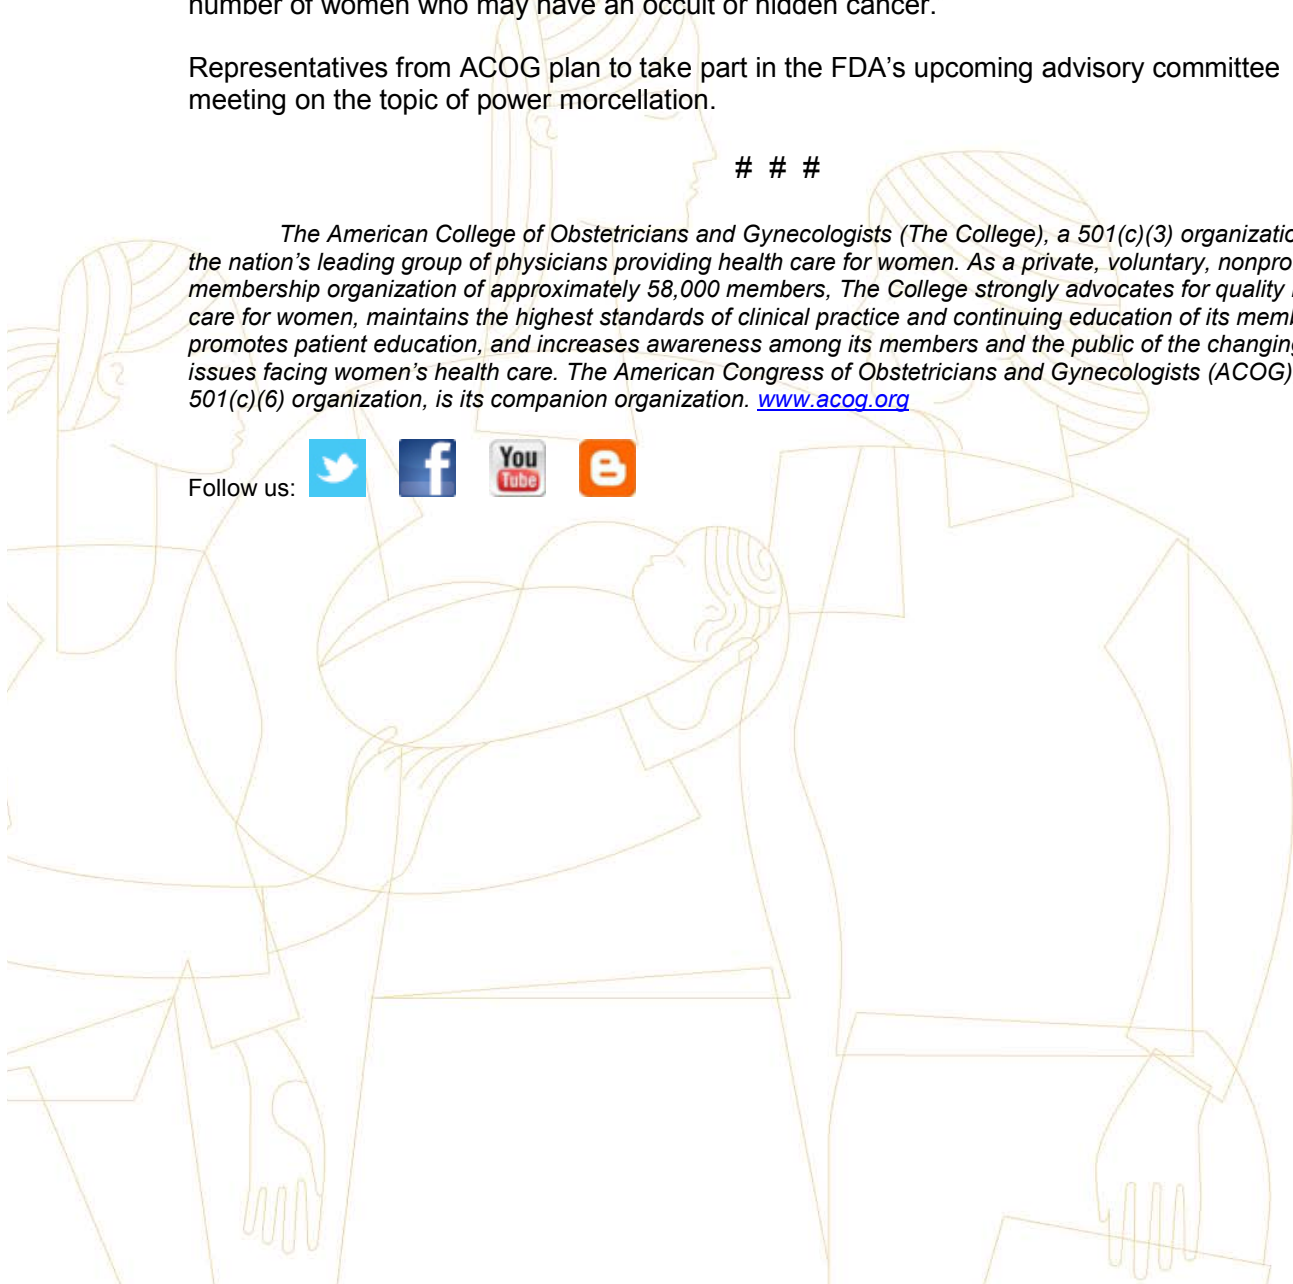 number of women who may have an occult or hidden cancer.
Representatives from ACOG plan to take part in the FDA's upcoming advisory committee
meeting on the topic of power morcellation.
# # #
The American College of Obstetricians and Gynecologists (The College), a 501(c)(3)
the nation's leading group of physicians providing health care for women. As a private, voluntary,
membership organization of approximately 58,000 members, The College strongly advocates for quality
care for women, maintains the highest standards of clinical practice and continuing education of its
promotes patient education, and increases awareness among its members and the public of the changing
issues facing women's health care. The American Congress of Obstetricians and Gynecologists (ACOG)
501(c)(6) organization, is its companion organization. www.acog.org
Follow us: You Tube